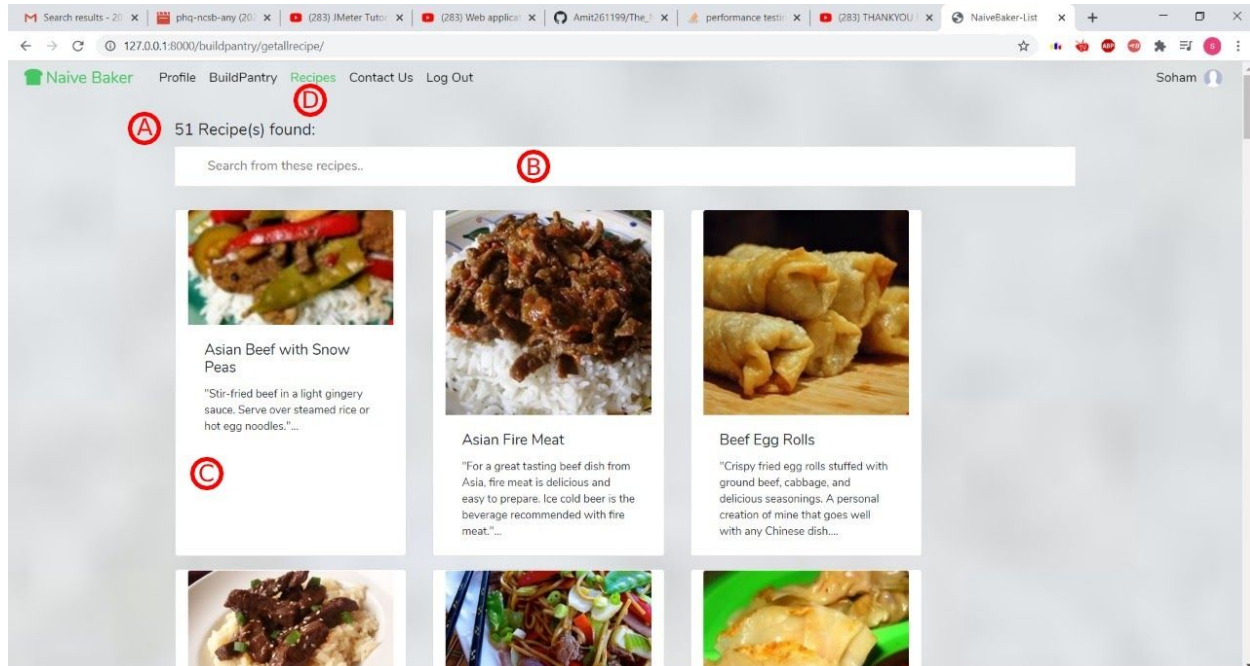 Search results - 20
phq-ncsb-any (202
(283) JMeter Tutor
(283) Web applicat
Amit261199/The_N
performance testin
(283) THANKYOU
NaiveBaker-List
127.0.0.1:8000/buildpantry/getallrecipe/
ABP
S
Naive Baker Profile BuildPantry Recipes Contact Us Log Out Soham
D
A 51 Recipe(s) found:
Search from these recipes.. B
Asian Beef with Snow
Peas
"Stir-fried beef in a light gingery
sauce. Serve over steamed rice or
hot egg noodles."...
C
Asian Fire Meat
"For a great tasting beef dish from
Asia, fire meat is delicious and
easy to prepare. Ice cold beer is the
beverage recommended with fire
meat."...
Beef Egg Rolls
"Crispy fried egg rolls stuffed with
ground beef, cabbage, and
delicious seasonings. A personal
creation of mine that goes well
with any Chinese dish....